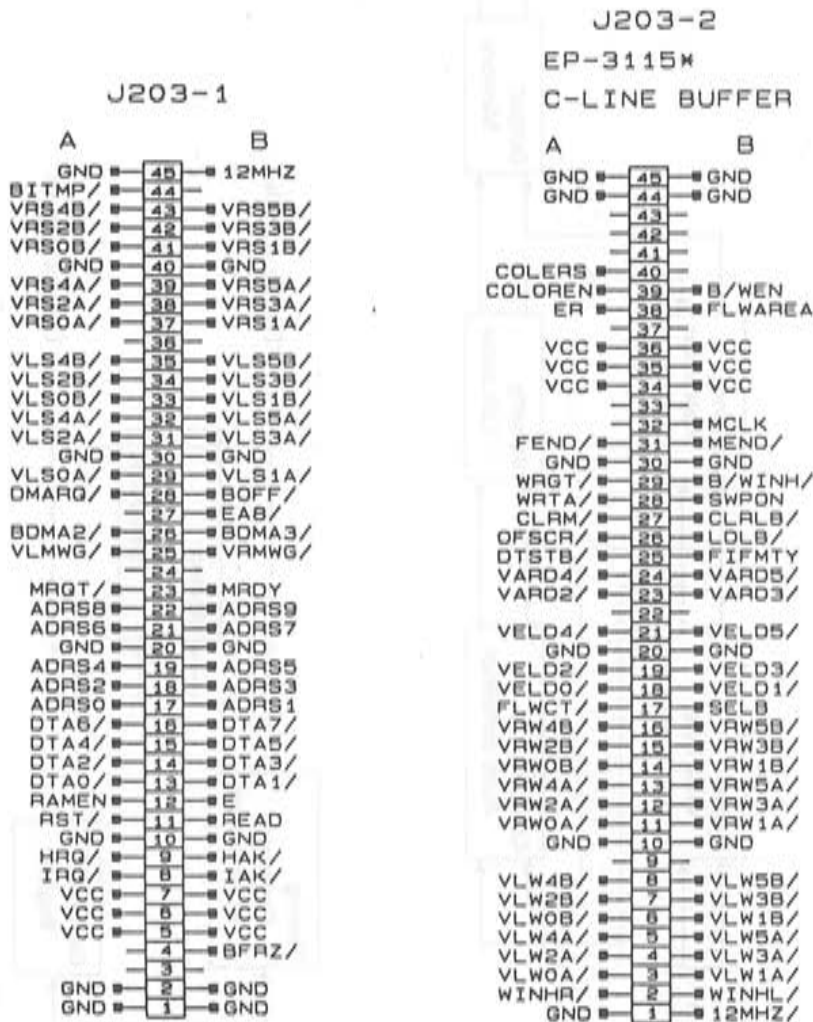 J203-1
A B
GND 45 12MHZ
BITMP/ 44
VRS4B/ 43 VRS5B/
VRS2B/ 42 VRS3B/
VRS0B/ 41 VRS1B/
GND 40 GND
VRS4A/ 39 VRS5A/
VRS2A/ 38 VRS3A/
VRS0A/ 37 VRS1A/
36
VLS4B/ 35 VLS5B/
VLS2B/ 34 VLS3B/
VLS0B/ 33 VLS1B/
VLS4A/ 32 VLS5A/
VLS2A/ 31 VLS3A/
GND 30 GND
VLS0A/ 29 VLS1A/
DMARQ/ 28 BOFF/
27 EAB/
BDMA2/ 26 BDMA3/
VLMWG/ 25 VRMWG/
24
MRQT/ 23 MRDY
ADRS8 22 ADRS9
ADRS6 21 ADRS7
GND 20 GND
ADRS4 19 ADRS5
ADRS2 18 ADRS3
ADRS0 17 ADRS1
DTA6/ 16 DTA7/
DTA4/ 15 DTA5/
DTA2/ 14 DTA3/
DTA0/ 13 DTA1/
RAMEN 12 E
RST/ 11 READ
GND 10 GND
HRQ/ 9 HAK/
IRQ/ 8 IAK/
VCC 7 VCC
VCC 6 VCC
VCC 5 VCC
4 BFRZ/
3
GND 2 GND
GND 1 GND
J203-2
EP-3115*
C-LINE BUFFER
A B
GND 45 GND
GND 44 GND
43
42
41
COLERS 40
COLOREN 39 B/WEN
ER 38 FLWAREA
37
VCC 36 VCC
VCC 35 VCC
VCC 34 VCC
33
32 MCLK
FEND/ 31 MEND/
GND 30 GND
WRGT/ 29 B/WINH/
WRTA/ 28 SWPON
CLRM/ 27 CLRLB/
OFSCR/ 26 LDLB/
DTSTB/ 25 FIFMTY
VARD4/ 24 VARD5/
VARD2/ 23 VARD3/
22
VELD4/ 21 VELD5/
GND 20 GND
VELD2/ 19 VELD3/
VELD0/ 18 VELD1/
FLWCT/ 17 SELB
VRW4B/ 16 VRW5B/
VRW2B/ 15 VRW3B/
VRW0B/ 14 VRW1B/
VRW4A/ 13 VRW5A/
VRW2A/ 12 VRW3A/
VRW0A/ 11 VRW1A/
GND 10 GND
9
VLW4B/ 8 VLW5B/
VLW2B/ 7 VLW3B/
VLW0B/ 6 VLW1B/
VLW4A/ 5 VLW5A/
VLW2A/ 4 VLW3A/
VLW0A/ 3 VLW1A/
WINHR/ 2 WINHL/
GND 1 12MHZ/